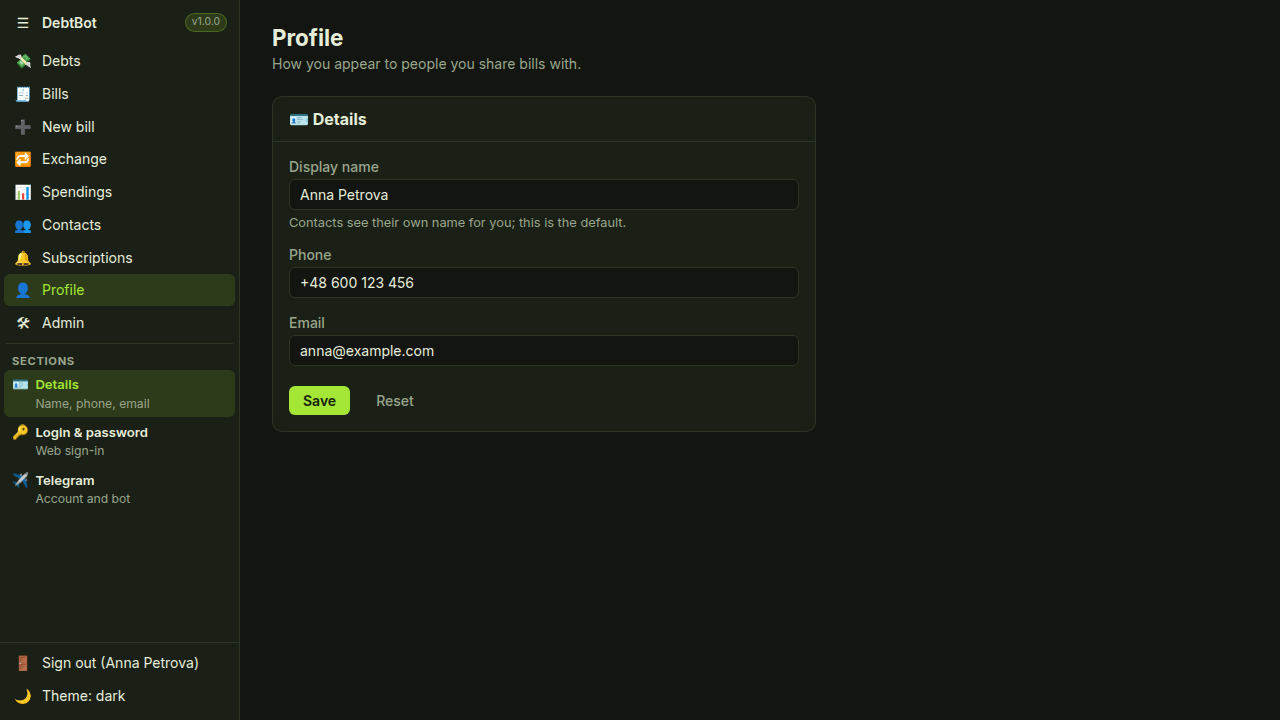 DebtBot
v1.0.0
Debts
Bills
New bill
Exchange
Spendings
Contacts
Subscriptions
Profile
Admin
SECTIONS
Details
Name, phone, email
Login & password
Web sign-in
Telegram
Account and bot
Sign out (Anna Petrova)
Theme: dark
Profile
How you appear to people you share bills with.
Details
Display name
Anna Petrova
Contacts see their own name for you; this is the default.
Phone
+48 600 123 456
Email
anna@example.com
Save
Reset